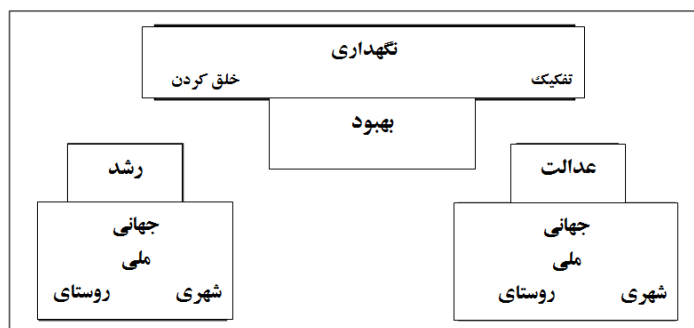 نگهداری
تفکیک خلق کردن
بهبود
عدالت رشد
جهانی جهانی
ملی ملی
شهری روستای شهری روستای